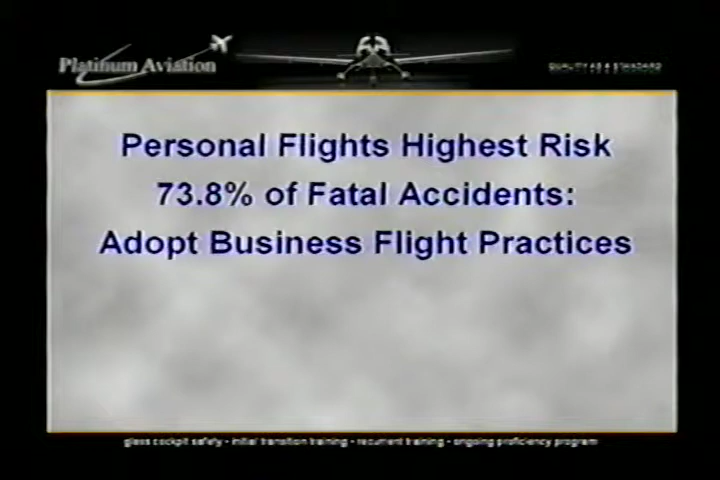 Platinum Aviation
QUALITY AS A STANDARD
Personal Flights Highest Risk
73.8% of Fatal Accidents:
Adopt Business Flight Practices
glass cockpit safety - initial transition training - recurrent training - ongoing proficiency program